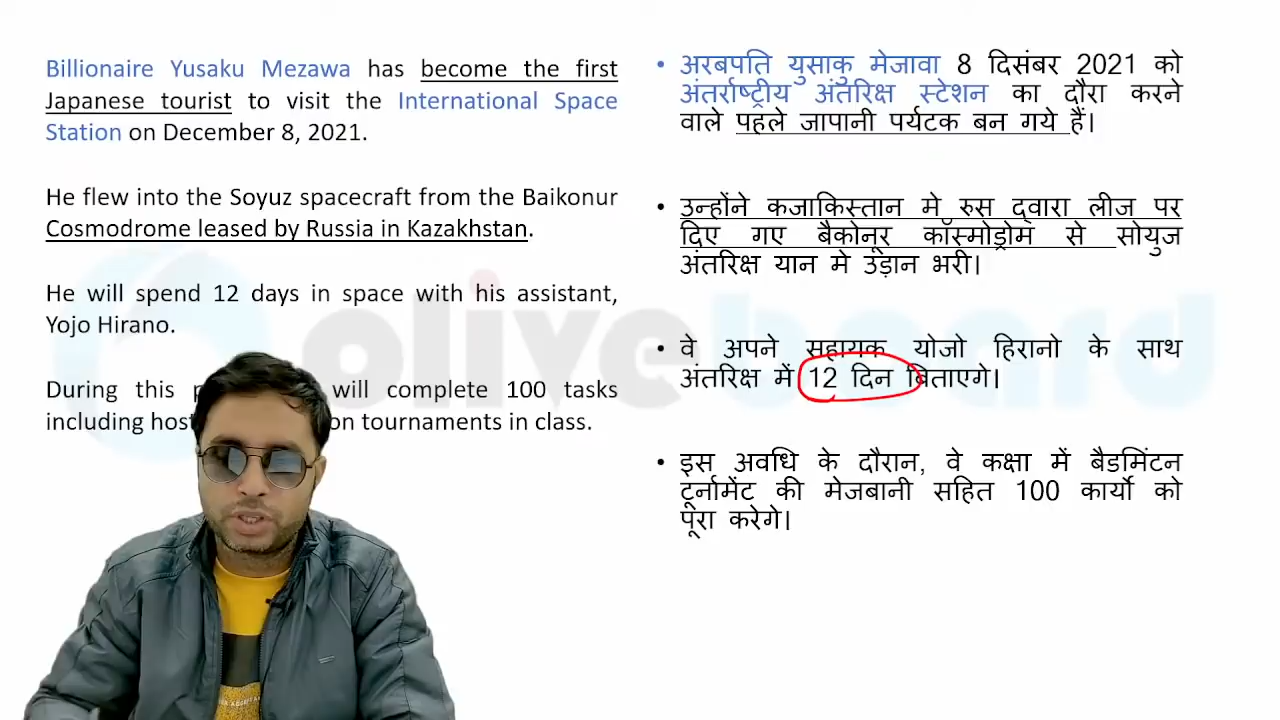 Billionaire Yusaku Mezawa has become the first
Japanese tourist to visit the International Space
Station on December 8, 2021.
He flew into the Soyuz spacecraft from the Baikonur
Cosmodrome leased by Russia in Kazakhstan.
He will spend 12 days in space with his assistant,
Yojo Hirano.
During this will complete 100 tasks
including on tournaments in class.
• अरबपति युसाकु मेजावा 8 दिसंबर 2021 को
अंतर्राष्ट्रीय अंतरिक्ष स्टेशन का दौरा करने
वाले पहले जापानी पर्यटक बन गये हैं।
• उन्होंने कजाकिस्तान मे रुस द्वारा लीज पर
दिए गए बैकोनूर कॉस्मोड्रोम से सोयुज
अंतरिक्ष यान मे उड़ान भरी।
• वे अपने सहायक योजो हिरानो के साथ
अंतरिक्ष में 12 दिन बिताएगे।
• इस अवधि के दौरान, वे कक्षा में बैडमिंटन
टूर्नामेंट की मेजबानी सहित 100 कार्यो को
पूरा करेगे।
oliveboard